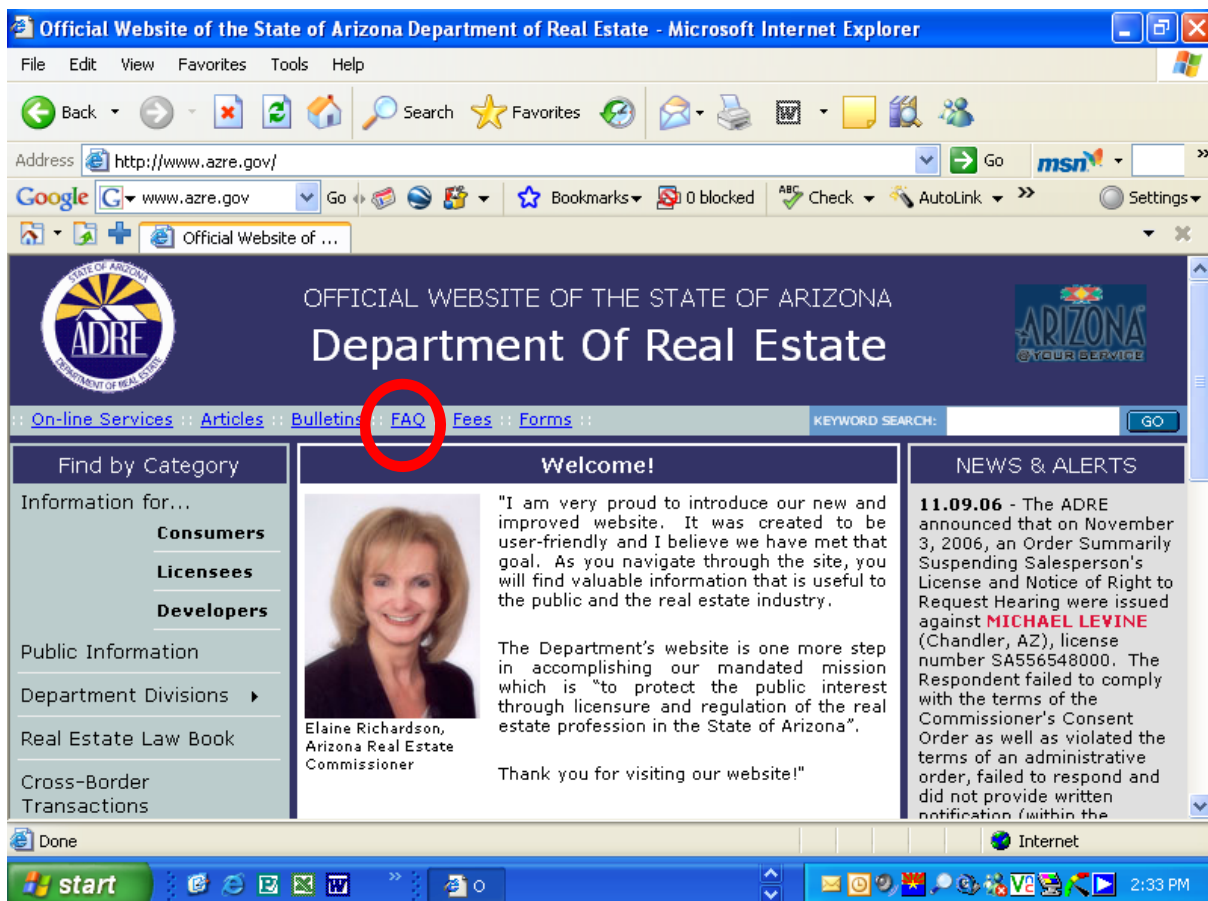 Official Website of the State of Arizona Department of Real Estate - Microsoft Internet Explorer
File Edit View Favorites Tools Help
Back Search Favorites
Address http://www.azre.gov/ Go msn
Google G www.azre.gov Go Bookmarks 0 blocked ABC Check AutoLink » Settings
Official Website of ...
STATE OF ARIZONA
ADRE
DEPARTMENT OF REAL ESTATE
OFFICIAL WEBSITE OF THE STATE OF ARIZONA
Department Of Real Estate
ARIZONA
@YOUR SERVICE
:: On-line Services :: Articles :: Bulletins :: FAQ :: Fees :: Forms ::
KEYWORD SEARCH: GO
Find by Category
Information for...
Consumers
Licensees
Developers
Public Information
Department Divisions
Real Estate Law Book
Cross-Border
Transactions
Welcome!
"I am very proud to introduce our new and
improved website. It was created to be
user-friendly and I believe we have met that
goal. As you navigate through the site, you
will find valuable information that is useful to
the public and the real estate industry.
The Department's website is one more step
in accomplishing our mandated mission
which is "to protect the public interest
through licensure and regulation of the real
estate profession in the State of Arizona".
Thank you for visiting our website!"
Elaine Richardson,
Arizona Real Estate
Commissioner
NEWS & ALERTS
11.09.06 - The ADRE
announced that on November
3, 2006, an Order Summarily
Suspending Salesperson's
License and Notice of Right to
Request Hearing were issued
against MICHAEL LEVINE
(Chandler, AZ), license
number SA556548000. The
Respondent failed to comply
with the terms of the
Commissioner's Consent
Order as well as violated the
terms of an administrative
order, failed to respond and
did not provide written
notification (within the
Done Internet
start » O 2:33 PM